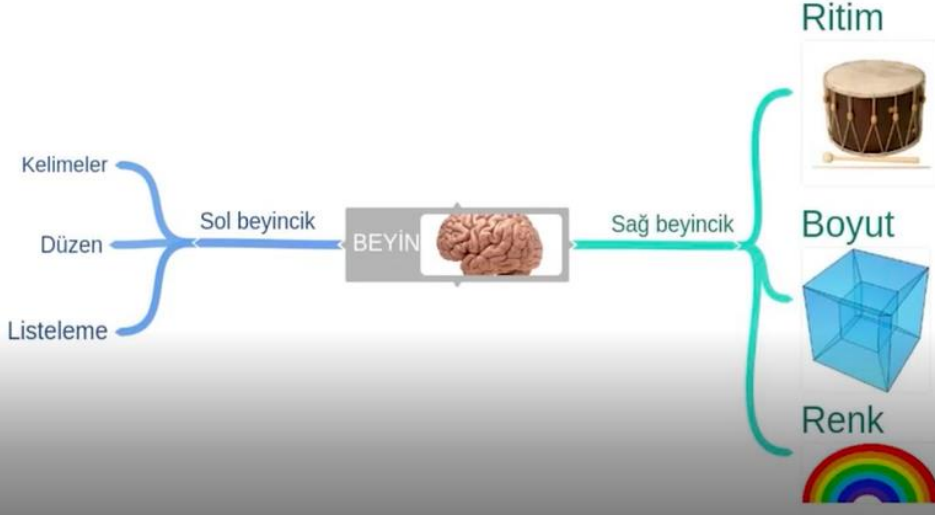 Ritim
Kelimeler
Düzen
Listeleme
Sol beyincik
BEYİN
Sağ beyincik
Boyut
Renk